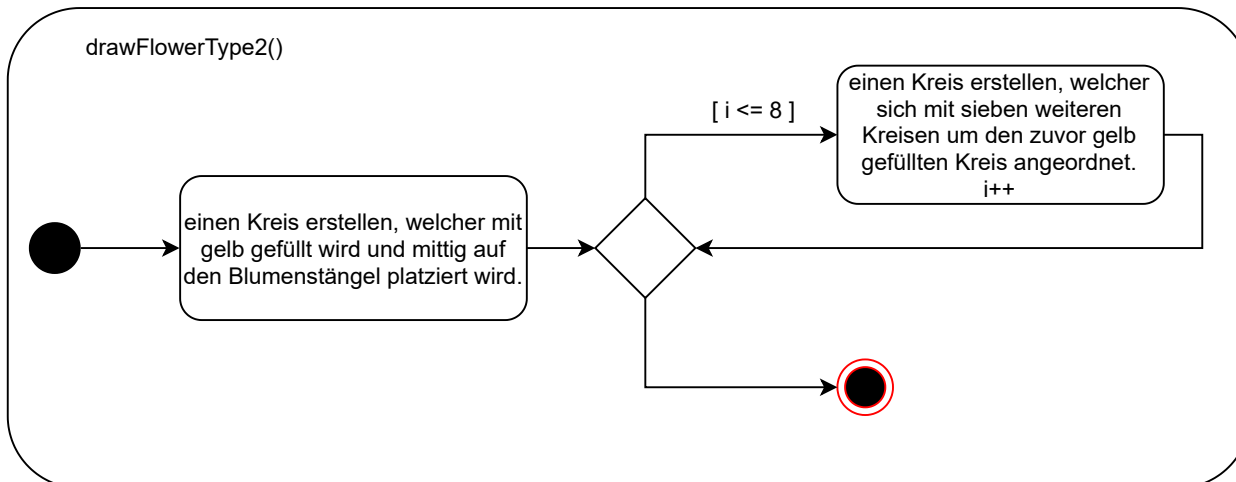 drawFlowerType2()
einen Kreis erstellen, welcher mit
gelb gefüllt wird und mittig auf
den Blumenstängel platziert wird.
[ i <= 8 ]
einen Kreis erstellen, welcher
sich mit sieben weiteren
Kreisen um den zuvor gelb
gefüllten Kreis angeordnet.
i++